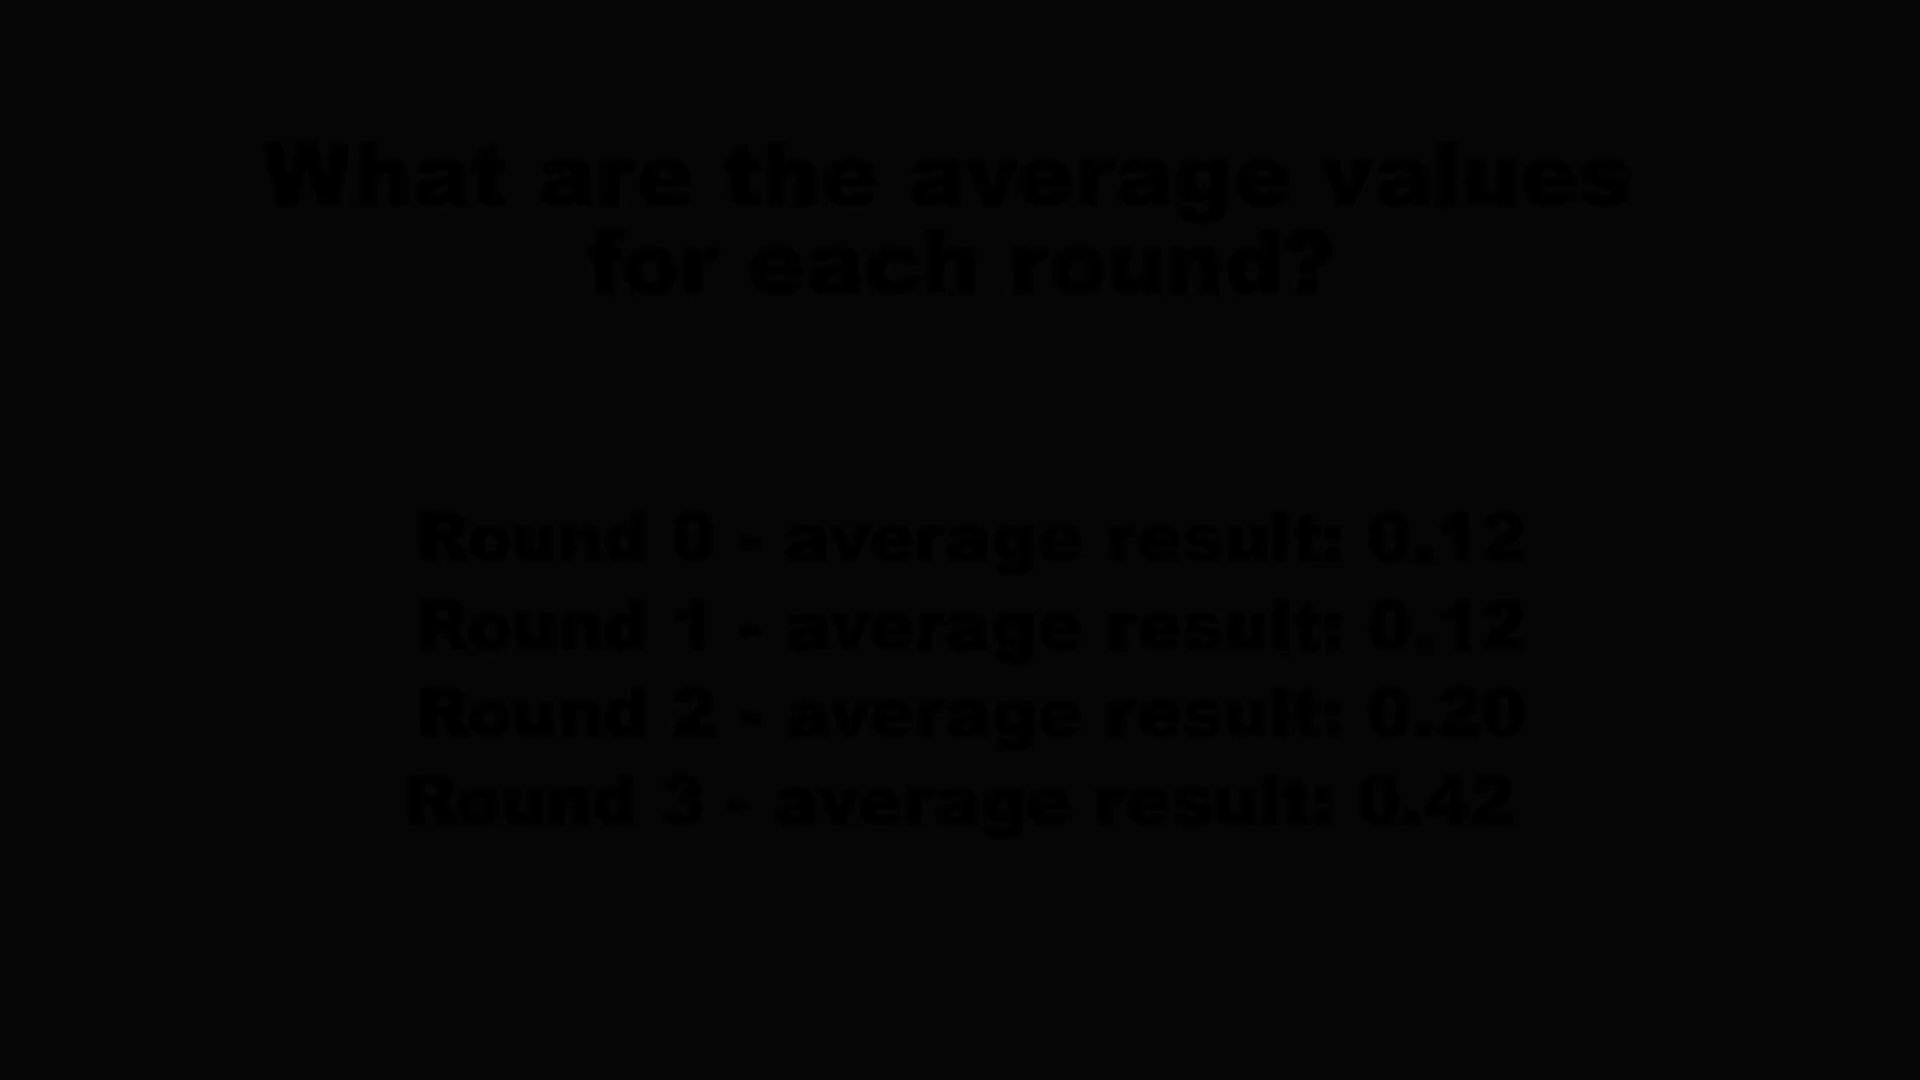 What are the average values
for each round?
Round 0 - average result: 0.12
Round 1 - average result: 0.12
Round 2 - average result: 0.20
Round 3 - average result: 0.42